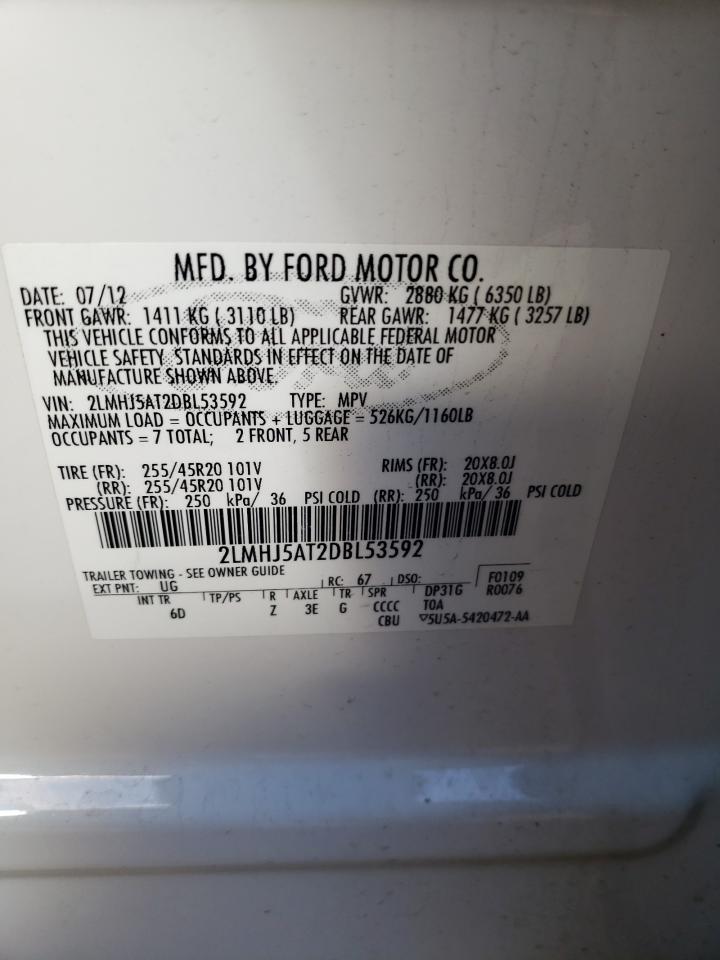 MFD. BY FORD MOTOR CO.
DATE: 07/12 GVWR: 2880 KG ( 6350 LB)
FRONT GAWR: 1411 KG ( 3110 LB) REAR GAWR: 1477 KG ( 3257 LB)
THIS VEHICLE CONFORMS TO ALL APPLICABLE FEDERAL MOTOR
VEHICLE SAFETY STANDARDS IN EFFECT ON THE DATE OF
MANUFACTURE SHOWN ABOVE.
VIN: 2LMHJ5AT2DBL53592 TYPE: MPV
MAXIMUM LOAD = OCCUPANTS + LUGGAGE = 526KG/1160LB
OCCUPANTS = 7 TOTAL; 2 FRONT, 5 REAR
TIRE (FR): 255/45R20 101V RIMS (FR): 20X8.0J
(RR): 255/45R20 101V (RR): 20X8.0J
PRESSURE (FR): 250 kPa/ 36 PSI COLD (RR): 250 kPa/ 36 PSI COLD
2LMHJ5AT2DBL53592
TRAILER TOWING - SEE OWNER GUIDE
EXT PNT: UG RC: 67 DSO: F0109
INT TR TP/PS R AXLE TR SPR DP31G R0076
6D Z 3E G CCCC TOA
CBU ▽5U5A-5420472-AA